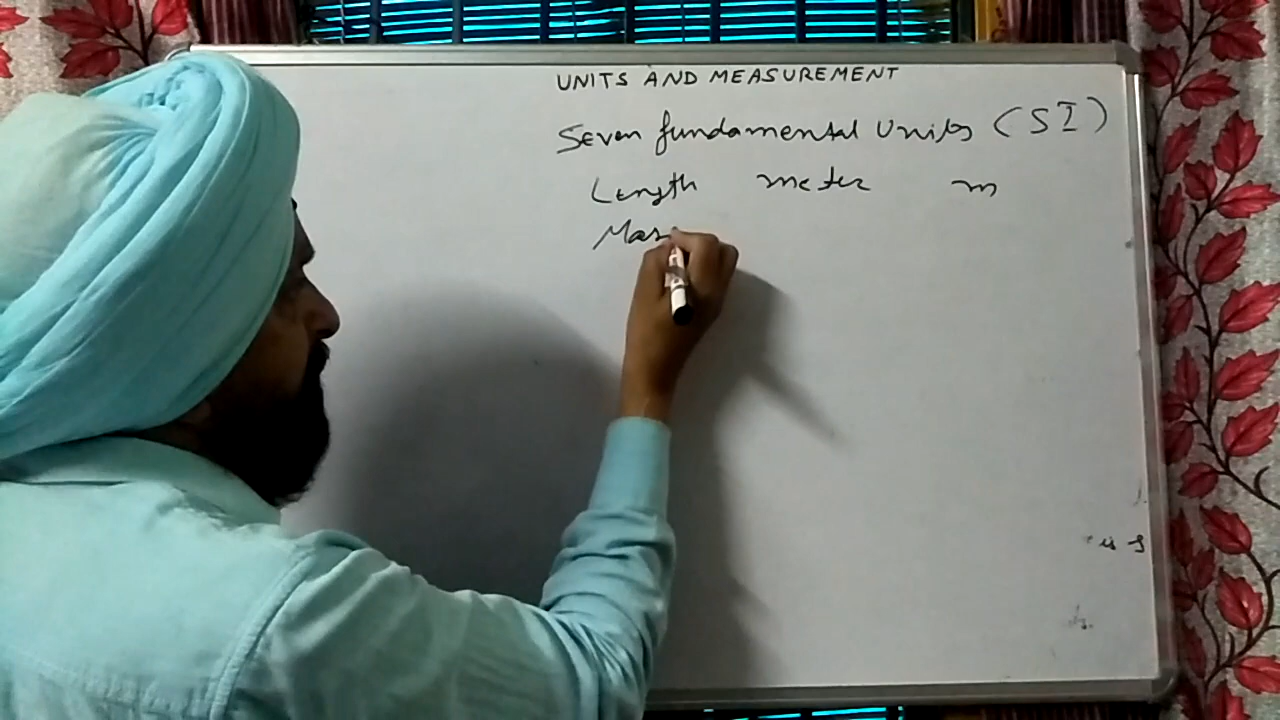 UNITS AND MEASUREMENT
Seven fundamental Units (SI)
Length meter m
Mas